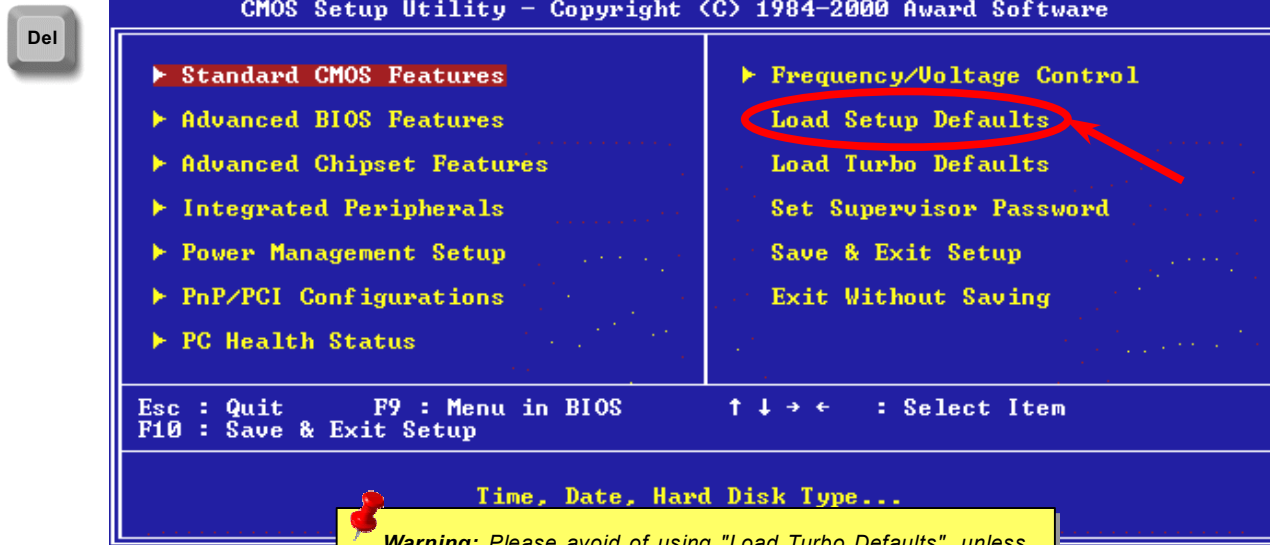 CMOS Setup Utility – Copyright (C) 1984–2000 Award Software
Del
Standard CMOS Features
Advanced BIOS Features
Advanced Chipset Features
Integrated Peripherals
Power Management Setup
PnP/PCI Configurations
PC Health Status
Frequency/Voltage Control
Load Setup Defaults
Load Turbo Defaults
Set Supervisor Password
Save & Exit Setup
Exit Without Saving
Esc : Quit F9 : Menu in BIOS ↑ ↓ → ← : Select Item
F10 : Save & Exit Setup
Time, Date, Hard Disk Type...
Warning: Please avoid of using "Load Turbo Defaults", unless